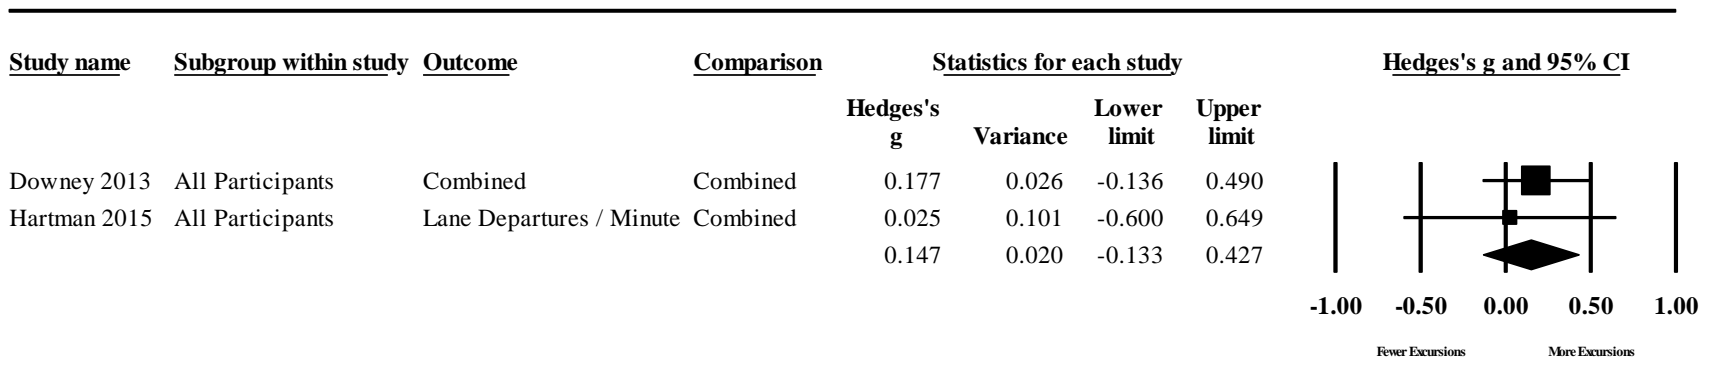 Study name Subgroup within study Outcome Comparison Statistics for each study Hedges's g and 95% CI
Hedges's g Variance Lower limit Upper limit
Downey 2013 All Participants Combined Combined 0.177 0.026 -0.136 0.490
Hartman 2015 All Participants Lane Departures / Minute Combined 0.025 0.101 -0.600 0.649
0.147 0.020 -0.133 0.427
-1.00 -0.50 0.00 0.50 1.00
Fewer Excursions More Excursions